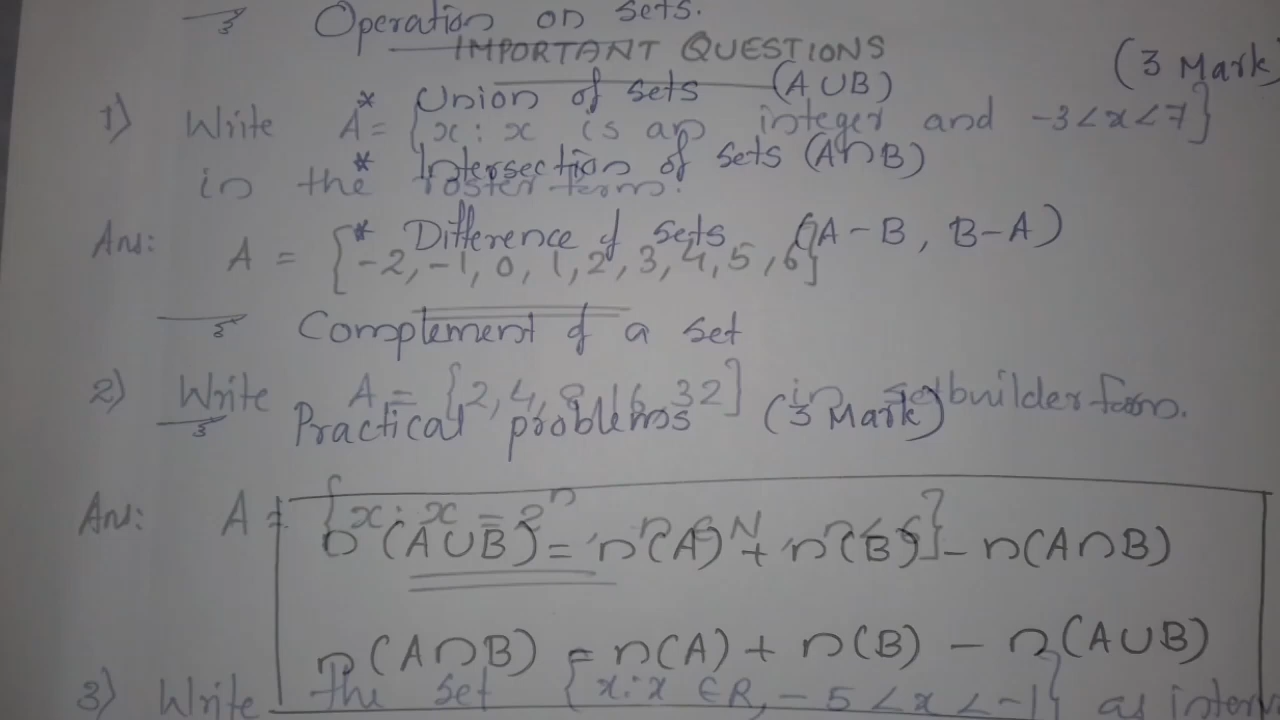 Operation on sets.
IMPORTANT QUESTIONS
(3 Mark)
* Union of sets (A∪B)
1) Write A = {x : x is an integer and -3<x<7}
* Intersection of sets (A∩B)
in the roster form.
* Difference of sets (A-B, B-A)
Ans: A = {-2, -1, 0, 1, 2, 3, 4, 5, 6}
Complement of a set
2) Write A = {2, 4, 8, 16, 32} in setbuilder form.
Practical problems (3 Mark)
Ans: A = {x : x = 2ⁿ N
n(A∪B) = n(A) + n(B) - n(A∩B)
n(A∩B) = n(A) + n(B) - n(A∪B)
3) Write the set {x : x ∈ R, -5 < x < -1} as